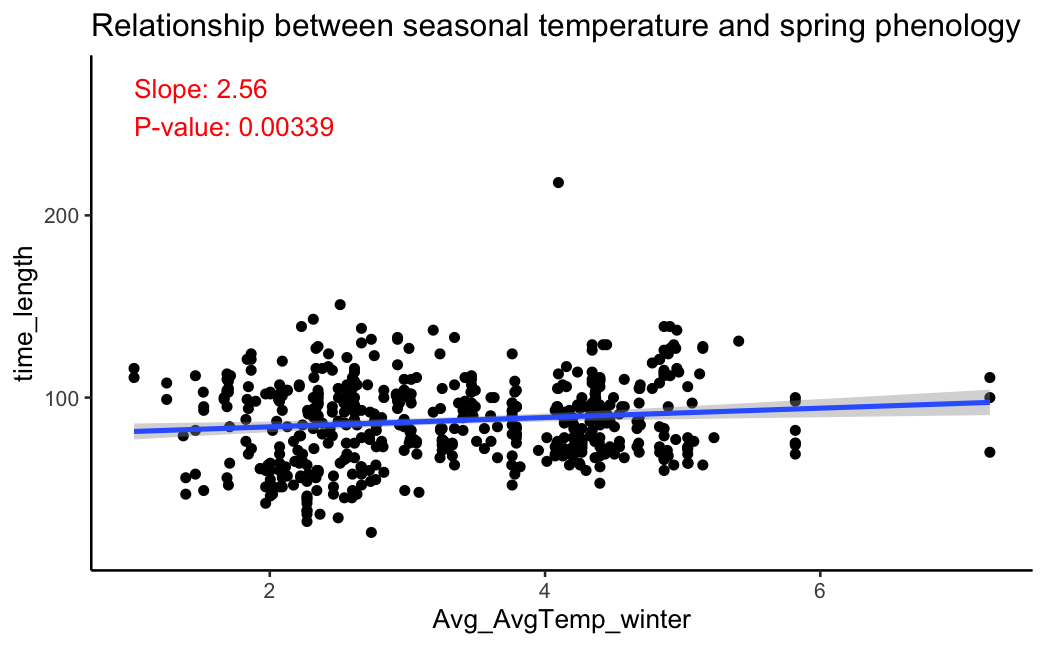 Relationship between seasonal temperature and spring phenology
Slope: 2.56
P-value: 0.00339
200
100
time_length
2 4 6
Avg_AvgTemp_winter